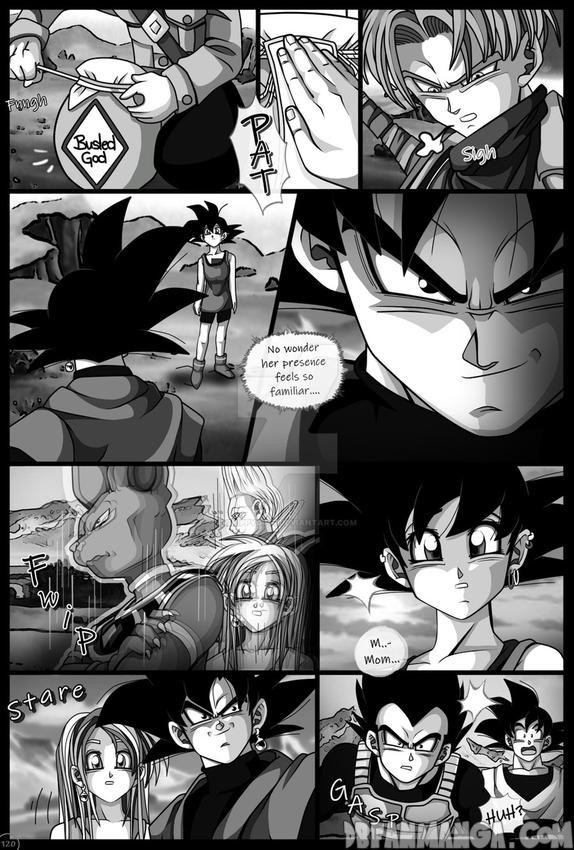 Fnngh
Busted
God
PAT
Sigh
No wonder
her presence
feels so
familiar....
FwiP
M..-
Mom...
Stare
GASP
HUH?
120
DBFANMANGA.COM